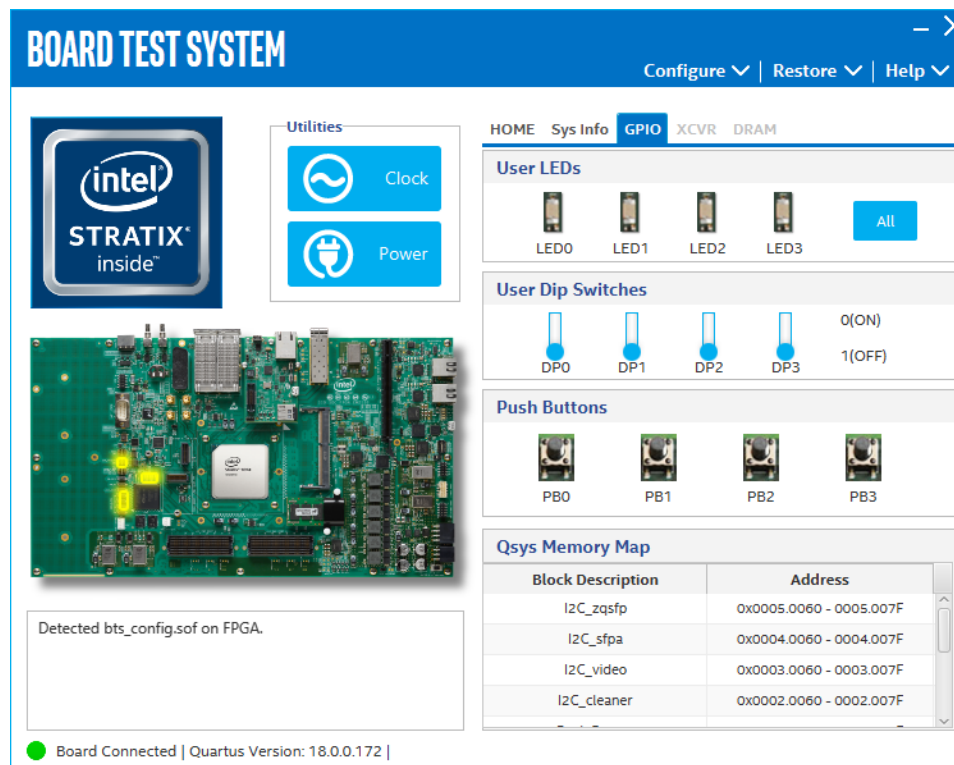 BOARD TEST SYSTEM
Configure | Restore | Help
intel
STRATIX
inside™
Utilities
Clock
Power
HOME Sys Info GPIO XCVR DRAM
User LEDs
LED0 LED1 LED2 LED3
All
User Dip Switches
0(ON)
1(OFF)
DP0 DP1 DP2 DP3
Push Buttons
PB0 PB1 PB2 PB3
Qsys Memory Map
Block Description Address
I2C_zqsfp 0x0005.0060 - 0005.007F
I2C_sfpa 0x0004.0060 - 0004.007F
I2C_video 0x0003.0060 - 0003.007F
I2C_cleaner 0x0002.0060 - 0002.007F
Detected bts_config.sof on FPGA.
Board Connected | Quartus Version: 18.0.0.172 |